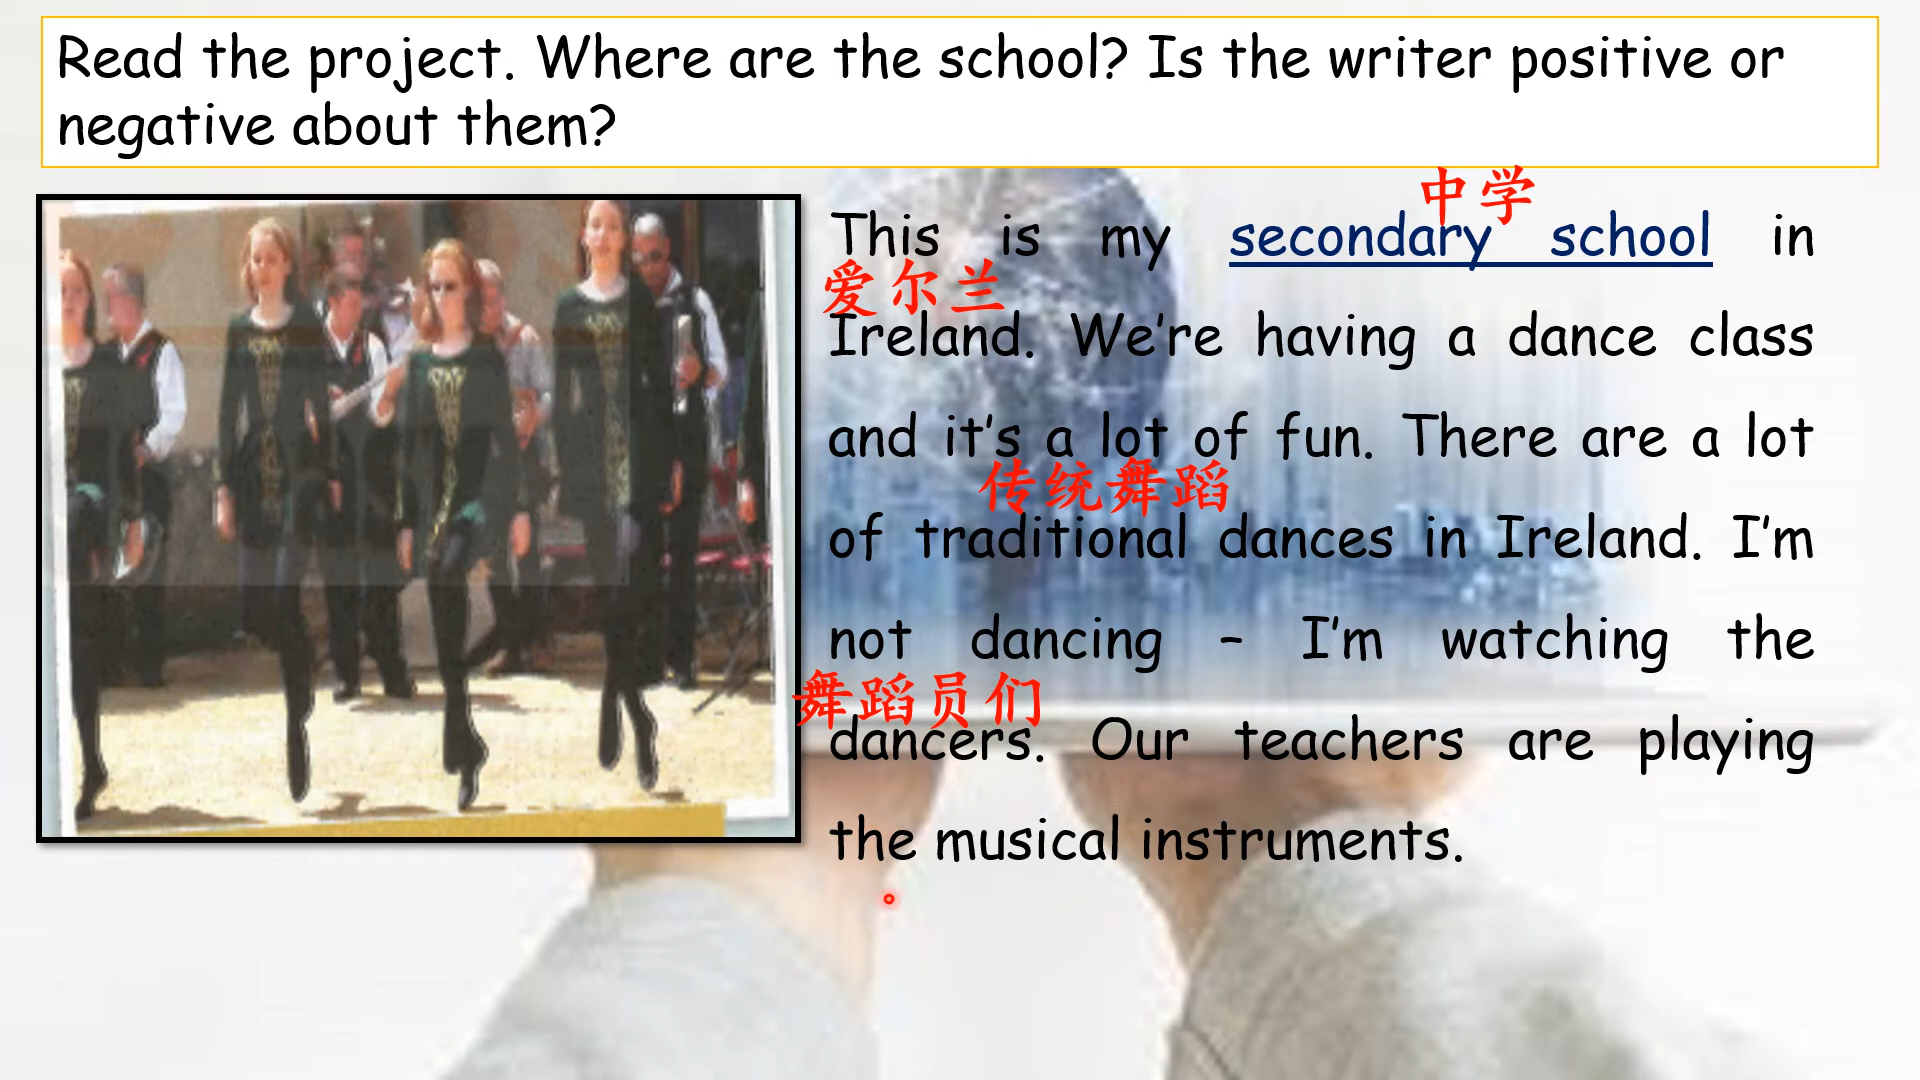 Read the project. Where are the school? Is the writer positive or
negative about them?
中学
This is my secondary school in
爱尔兰
Ireland. We’re having a dance class
and it’s a lot of fun. There are a lot
传统舞蹈
of traditional dances in Ireland. I’m
not dancing – I’m watching the
舞蹈员们
dancers. Our teachers are playing
the musical instruments.